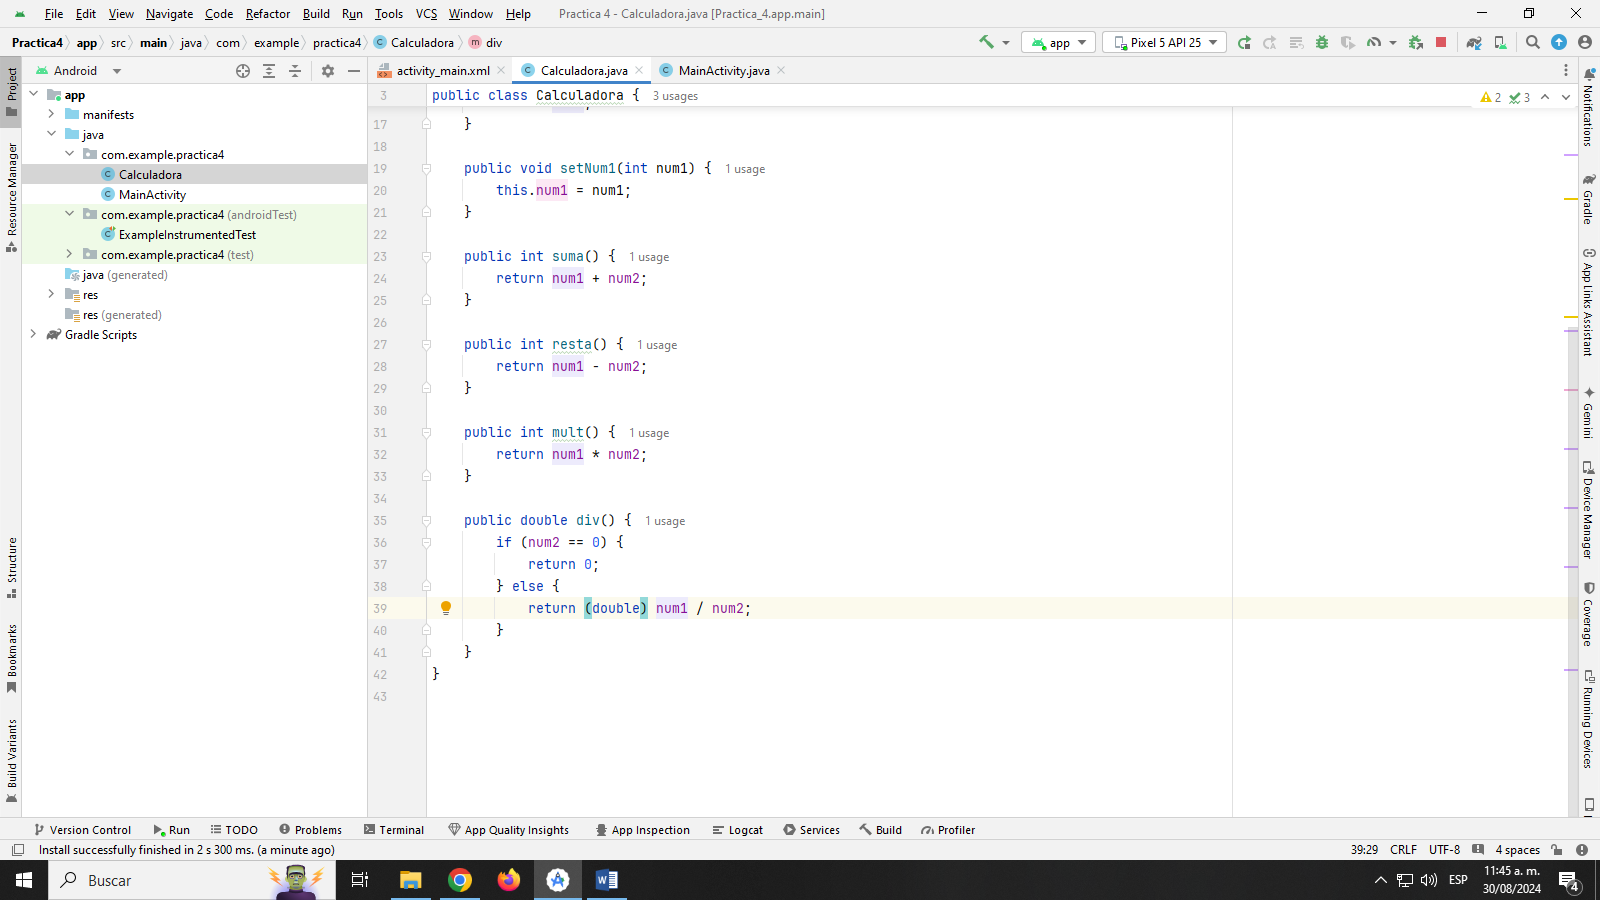 File Edit View Navigate Code Refactor Build Run Tools VCS Window Help Practica 4 - Calculadora.java [Practica_4.app.main]
Practica4 app src main java com example practica4 Calculadora div app Pixel 5 API 25
Android
activity_main.xml Calculadora.java MainActivity.java
Project
Resource Manager
Structure
Bookmarks
Build Variants
app
manifests
java
com.example.practica4
Calculadora
MainActivity
com.example.practica4 (androidTest)
ExampleInstrumentedTest
com.example.practica4 (test)
java (generated)
res
res (generated)
Gradle Scripts
3 public class Calculadora { 3 usages
2 3
17 }
18
19 public void setNum1(int num1) { 1 usage
20 this.num1 = num1;
21 }
22
23 public int suma() { 1 usage
24 return num1 + num2;
25 }
26
27 public int resta() { 1 usage
28 return num1 - num2;
29 }
30
31 public int mult() { 1 usage
32 return num1 * num2;
33 }
34
35 public double div() { 1 usage
36 if (num2 == 0) {
37 return 0;
38 } else {
39 return (double) num1 / num2;
40 }
41 }
42 }
43
Notifications
Gradle
App Links Assistant
Gemini
Device Manager
Coverage
Running Devices
Version Control Run TODO Problems Terminal App Quality Insights App Inspection Logcat Services Build Profiler
Install successfully finished in 2 s 300 ms. (a minute ago) 39:29 CRLF UTF-8 4 spaces
Buscar
ESP
11:45 a. m.
30/08/2024
4